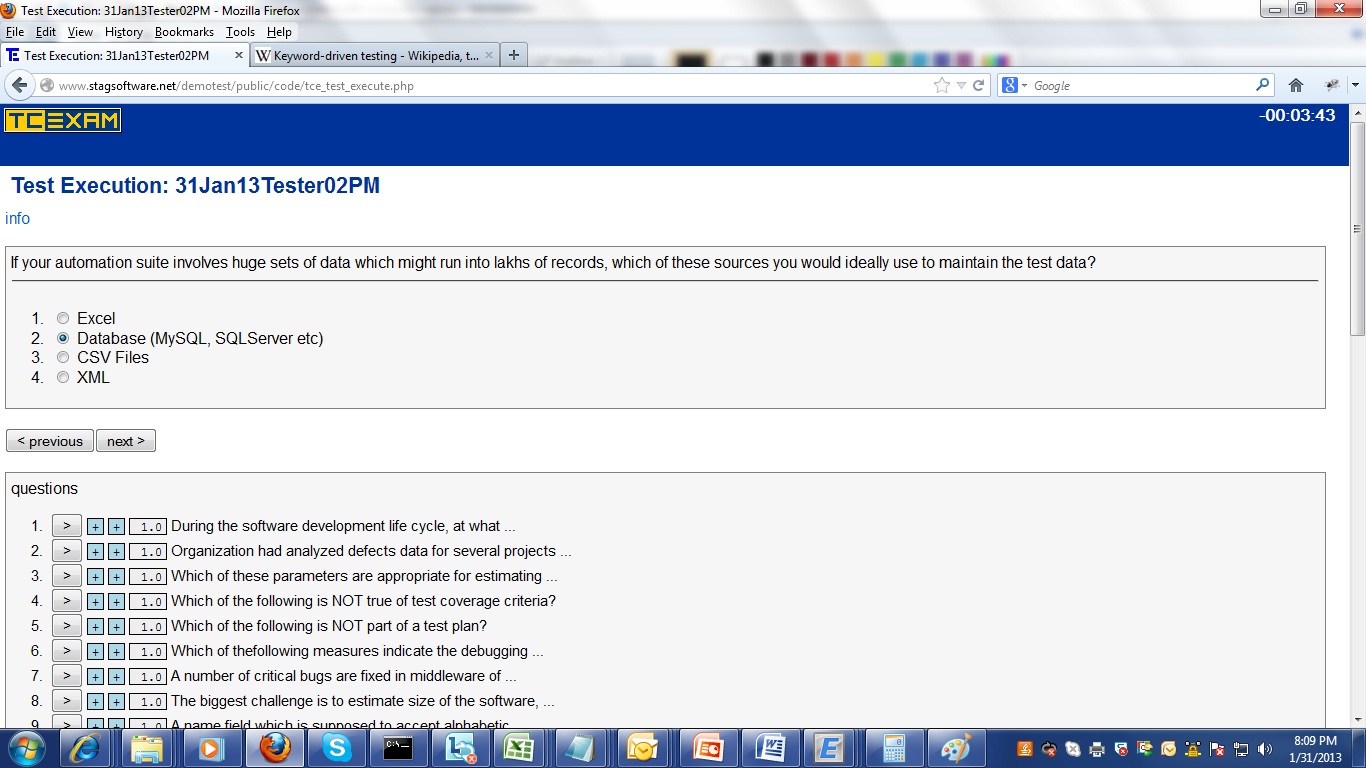 Test Execution: 31Jan13Tester02PM - Mozilla Firefox
File Edit View History Bookmarks Tools Help
Test Execution: 31Jan13Tester02PM × W Keyword-driven testing - Wikipedia, t... × +
www.stagsoftware.net/demotest/public/code/tce_test_execute.php Google
TCEXAM -00:03:43
Test Execution: 31Jan13Tester02PM
info
If your automation suite involves huge sets of data which might run into lakhs of records, which of these sources you would ideally use to maintain the test data?
1. Excel
2. Database (MySQL, SQLServer etc)
3. CSV Files
4. XML
< previous next >
questions
1. > + + 1.0 During the software development life cycle, at what ...
2. > + + 1.0 Organization had analyzed defects data for several projects ...
3. > + + 1.0 Which of these parameters are appropriate for estimating ...
4. > + + 1.0 Which of the following is NOT true of test coverage criteria?
5. > + + 1.0 Which of the following is NOT part of a test plan?
6. > + + 1.0 Which of thefollowing measures indicate the debugging ...
7. > + + 1.0 A number of critical bugs are fixed in middleware of ...
8. > + + 1.0 The biggest challenge is to estimate size of the software, ...
9. > + + 1.0 A name field which is supposed to accept alphabetic
8:09 PM
1/31/2013